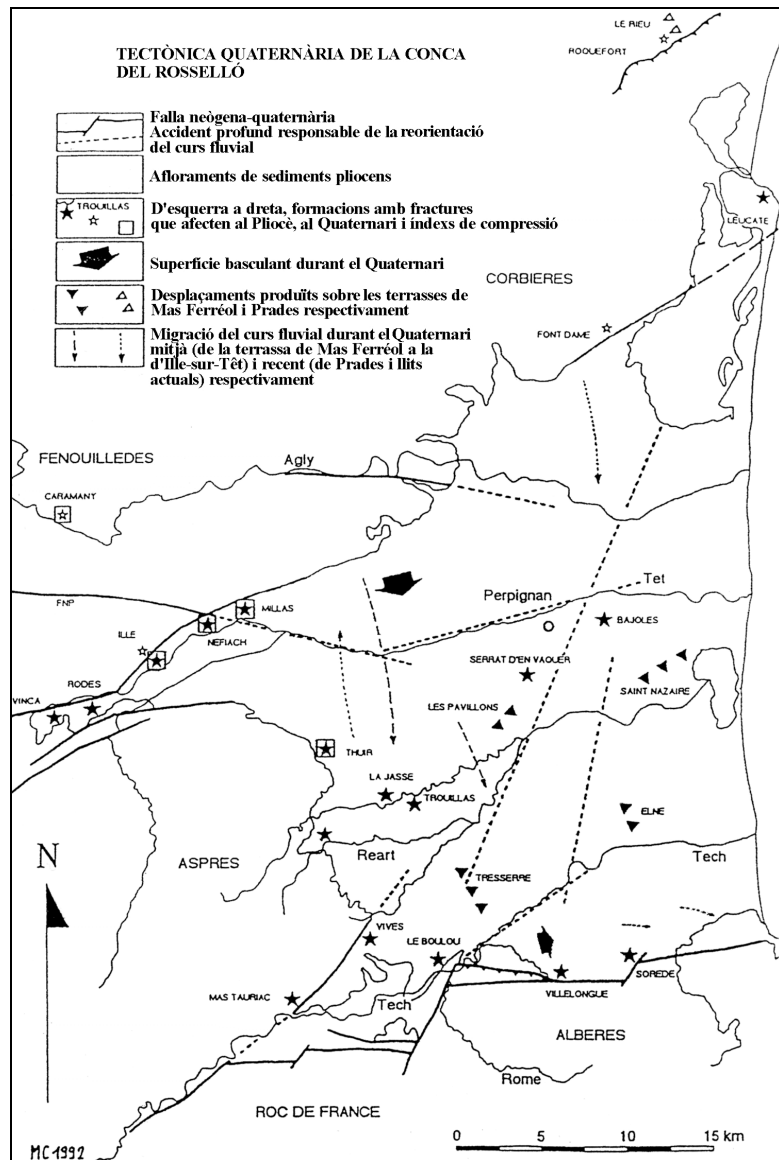 TECTÒNICA QUATERNÀRIA DE LA CONCA
DEL ROSSELLÓ
Falla neògena-quaternària
Accident profund responsable de la reorientació
del curs fluvial
Afloraments de sediments pliocens
TROUILLAS
D'esquerra a dreta, formacions amb fractures
que afecten al Pliocè, al Quaternari i índexs de compressió
Superfície basculant durant el Quaternari
Desplaçaments produïts sobre les terrasses de
Mas Ferréol i Prades respectivament
Migració del curs fluvial durant el Quaternari
mitjà (de la terrassa de Mas Ferréol a la
d'Ille-sur-Têt) i recent (de Prades i llits
actuals) respectivament
LE RIEU
ROQUEFORT
LEUCATE
CORBIERES
FONT DAME
FENOUILLEDES
Agly
CARAMANY
FNP
MILLAS
Perpignan
Tet
ILLE
NEFIACH
BAJOLES
RODES
VINCA
SERRAT D'EN VAQUER
SAINT NAZAIRE
LES PAVILLONS
THUIR
LA JASSE
TROUILLAS
ELNE
N
ASPRES
Reart
Tech
TRESSERRE
VIVES
LE BOULOU
SOREDE
MAS TAURIAC
Tech
VILLELONGUE
ALBERES
Rome
ROC DE FRANCE
MC 1992
0 5 10 15 km